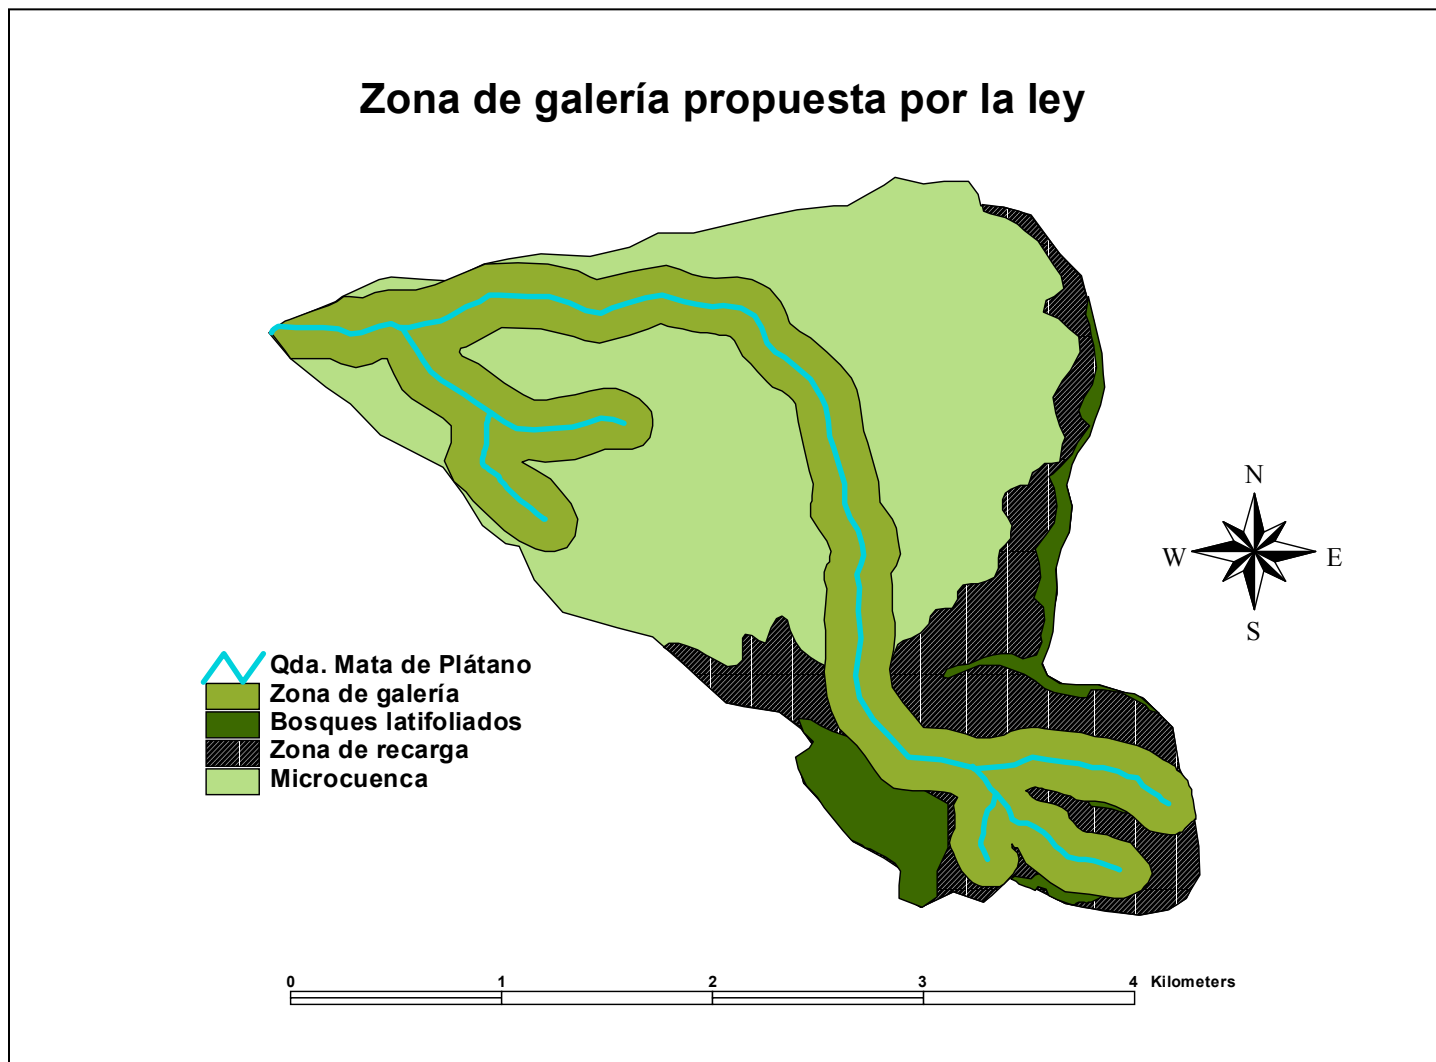 Zona de galería propuesta por la ley
N
W
E
S
Qda. Mata de Plátano
Zona de galería
Bosques latifoliados
Zona de recarga
Microcuenca
0 1 2 3 4 Kilometers